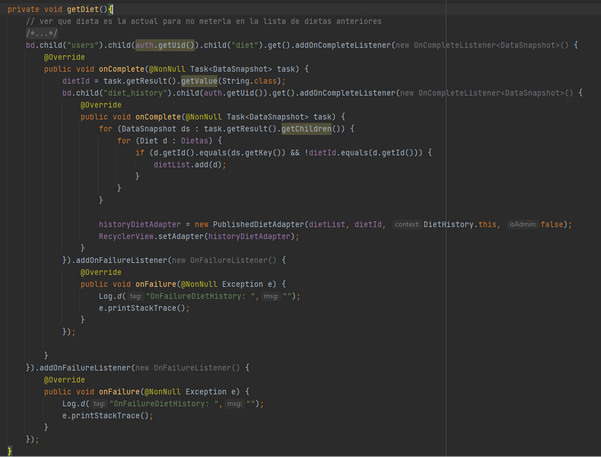 private void getDiet(){
// ver que dieta es la actual para no meterla en la lista de dietas anteriores
/*...*/
bd.child("users").child(auth.getUid()).child("diet").get().addOnCompleteListener(new OnCompleteListener<DataSnapshot>() {
@Override
public void onComplete(@NonNull Task<DataSnapshot> task) {
dietId = task.getResult().getValue(String.class);
bd.child("diet_history").child(auth.getUid()).get().addOnCompleteListener(new OnCompleteListener<DataSnapshot>() {
@Override
public void onComplete(@NonNull Task<DataSnapshot> task) {
for (DataSnapshot ds : task.getResult().getChildren()) {
for (Diet d : Dietas) {
if (d.getId().equals(ds.getKey()) && !dietId.equals(d.getId())) {
dietList.add(d);
}
}
}
historyDietAdapter = new PublishedDietAdapter(dietList, dietId, context: DietHistory.this, isAdmin: false);
RecyclerView.setAdapter(historyDietAdapter);
}
}).addOnFailureListener(new OnFailureListener() {
@Override
public void onFailure(@NonNull Exception e) {
Log.d( tag: "OnFailureDietHistory: ", msg: "");
e.printStackTrace();
}
});
}
}).addOnFailureListener(new OnFailureListener() {
@Override
public void onFailure(@NonNull Exception e) {
Log.d( tag: "OnFailureDietHistory: ", msg: "");
e.printStackTrace();
}
});
}